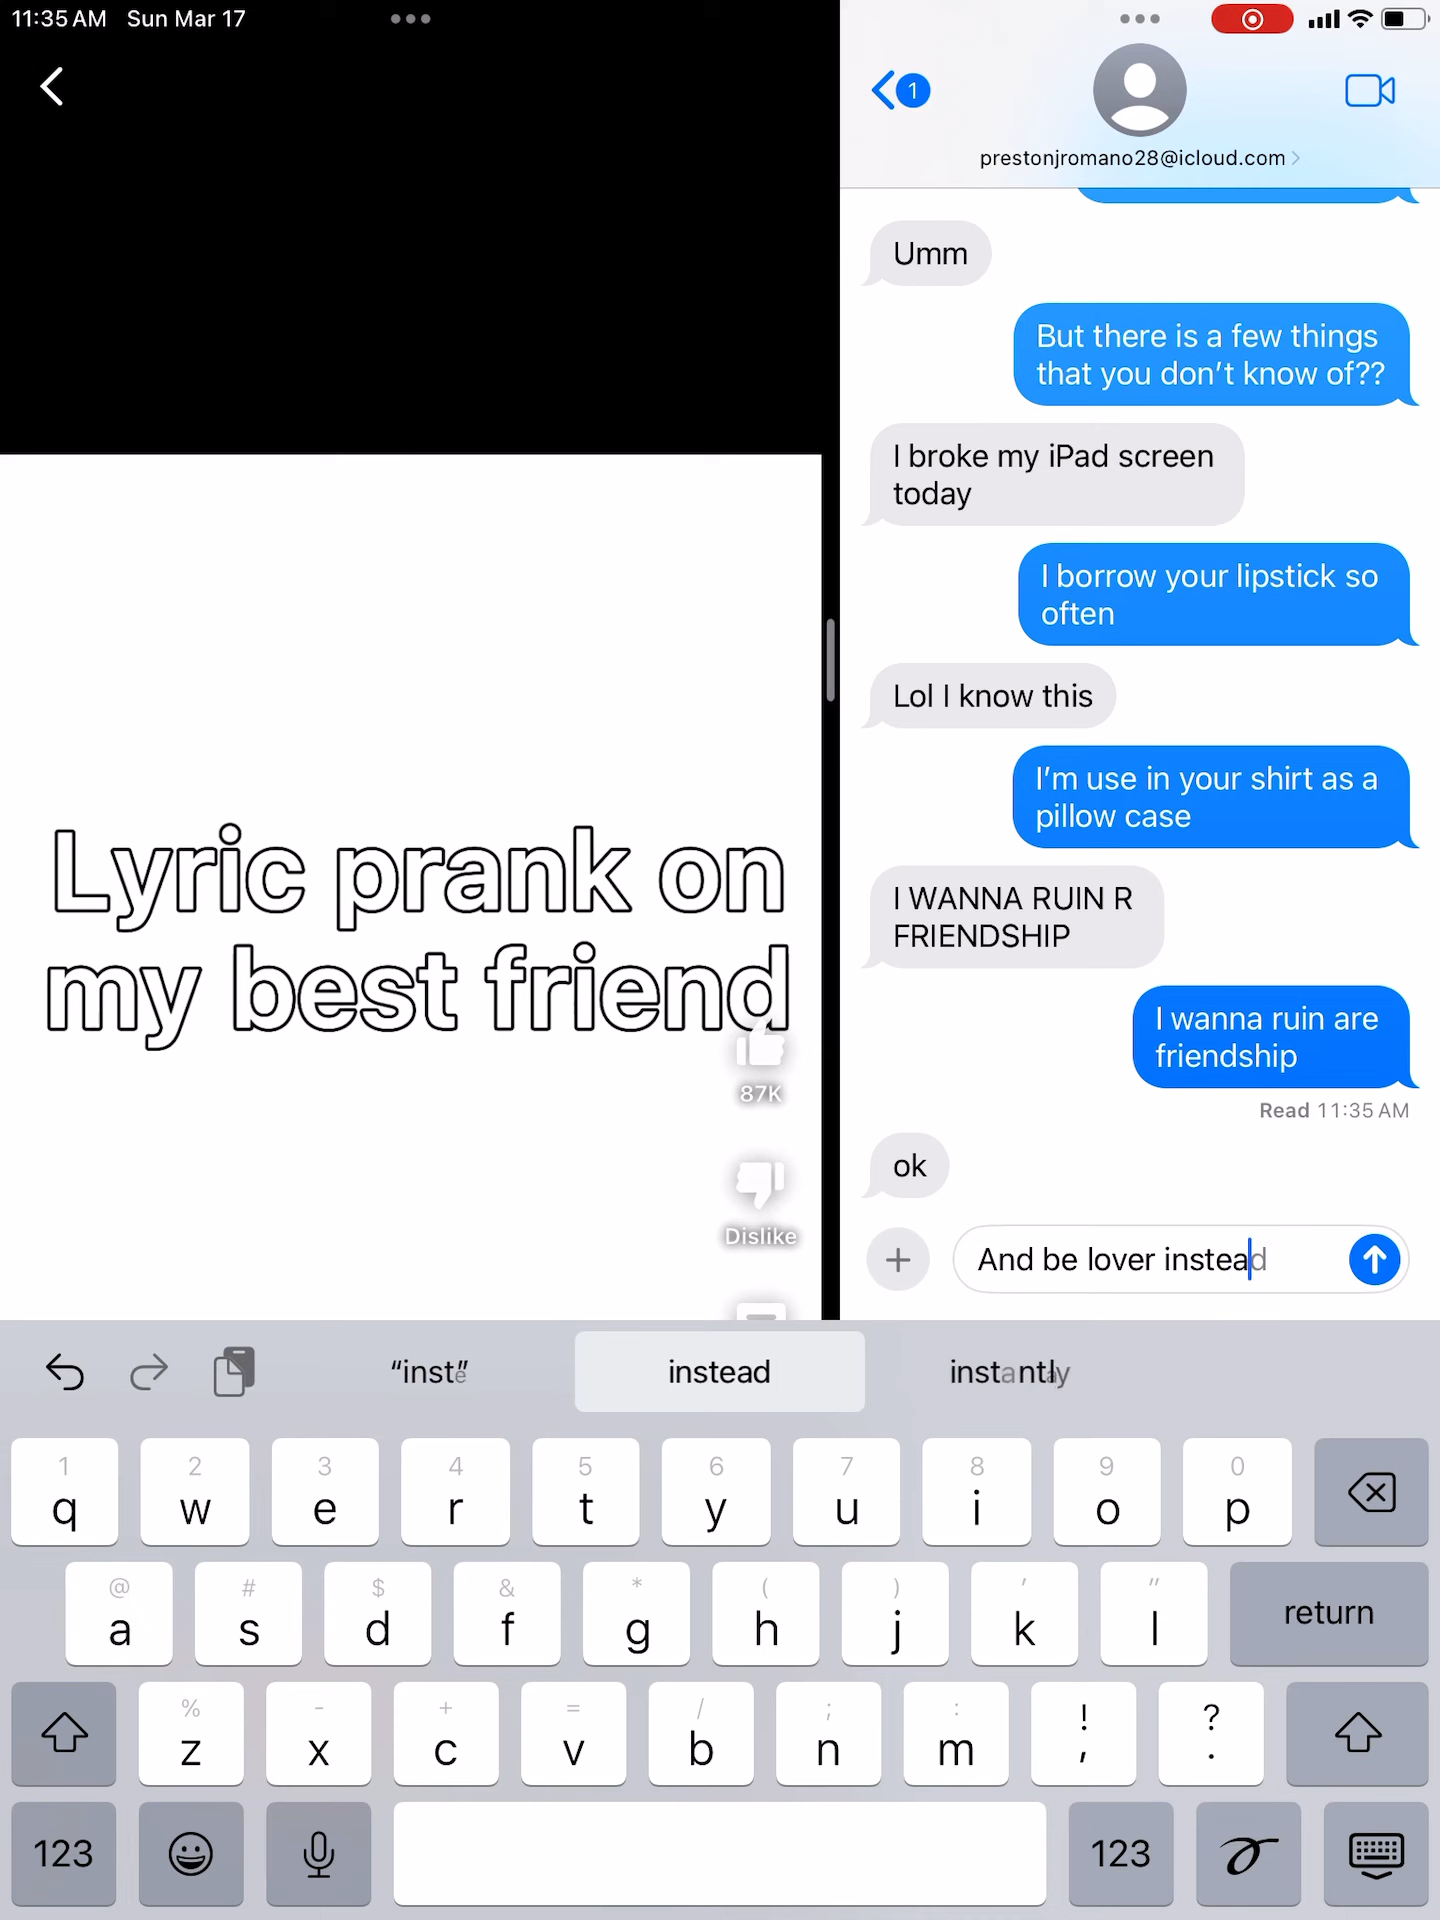 11:35 AM Sun Mar 17
1
prestonjromano28@icloud.com
Umm
But there is a few things
that you don't know of??
I broke my iPad screen
today
I borrow your lipstick so
often
Lol I know this
I'm use in your shirt as a
pillow case
I WANNA RUIN R
FRIENDSHIP
I wanna ruin are
friendship
Read 11:35 AM
ok
And be lover instead
Lyric prank on
my best friend
87K
Dislike
instead
1 2 3 4 5 6 7 8 9 0
q w e r t y u i o p
@ # $ & * ( ) ' "
a s d f g h j k l return
% - + = / ; : ! ?
z x c v b n m , .
123 123